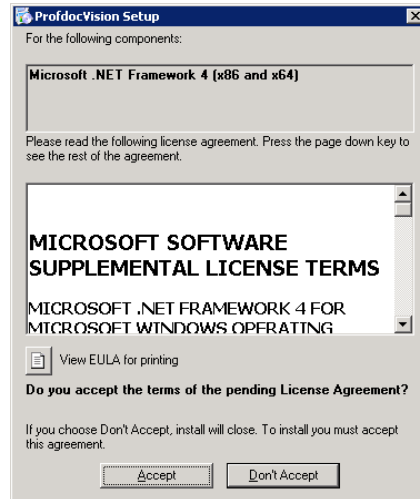 ProfdocVision Setup
For the following components:
Microsoft .NET Framework 4 (x86 and x64)
Please read the following license agreement. Press the page down key to
see the rest of the agreement.
MICROSOFT SOFTWARE
SUPPLEMENTAL LICENSE TERMS
MICROSOFT .NET FRAMEWORK 4 FOR
MICROSOFT WINDOWS OPERATING
View EULA for printing
Do you accept the terms of the pending License Agreement?
If you choose Don't Accept, install will close. To install you must accept
this agreement.
Accept Don't Accept